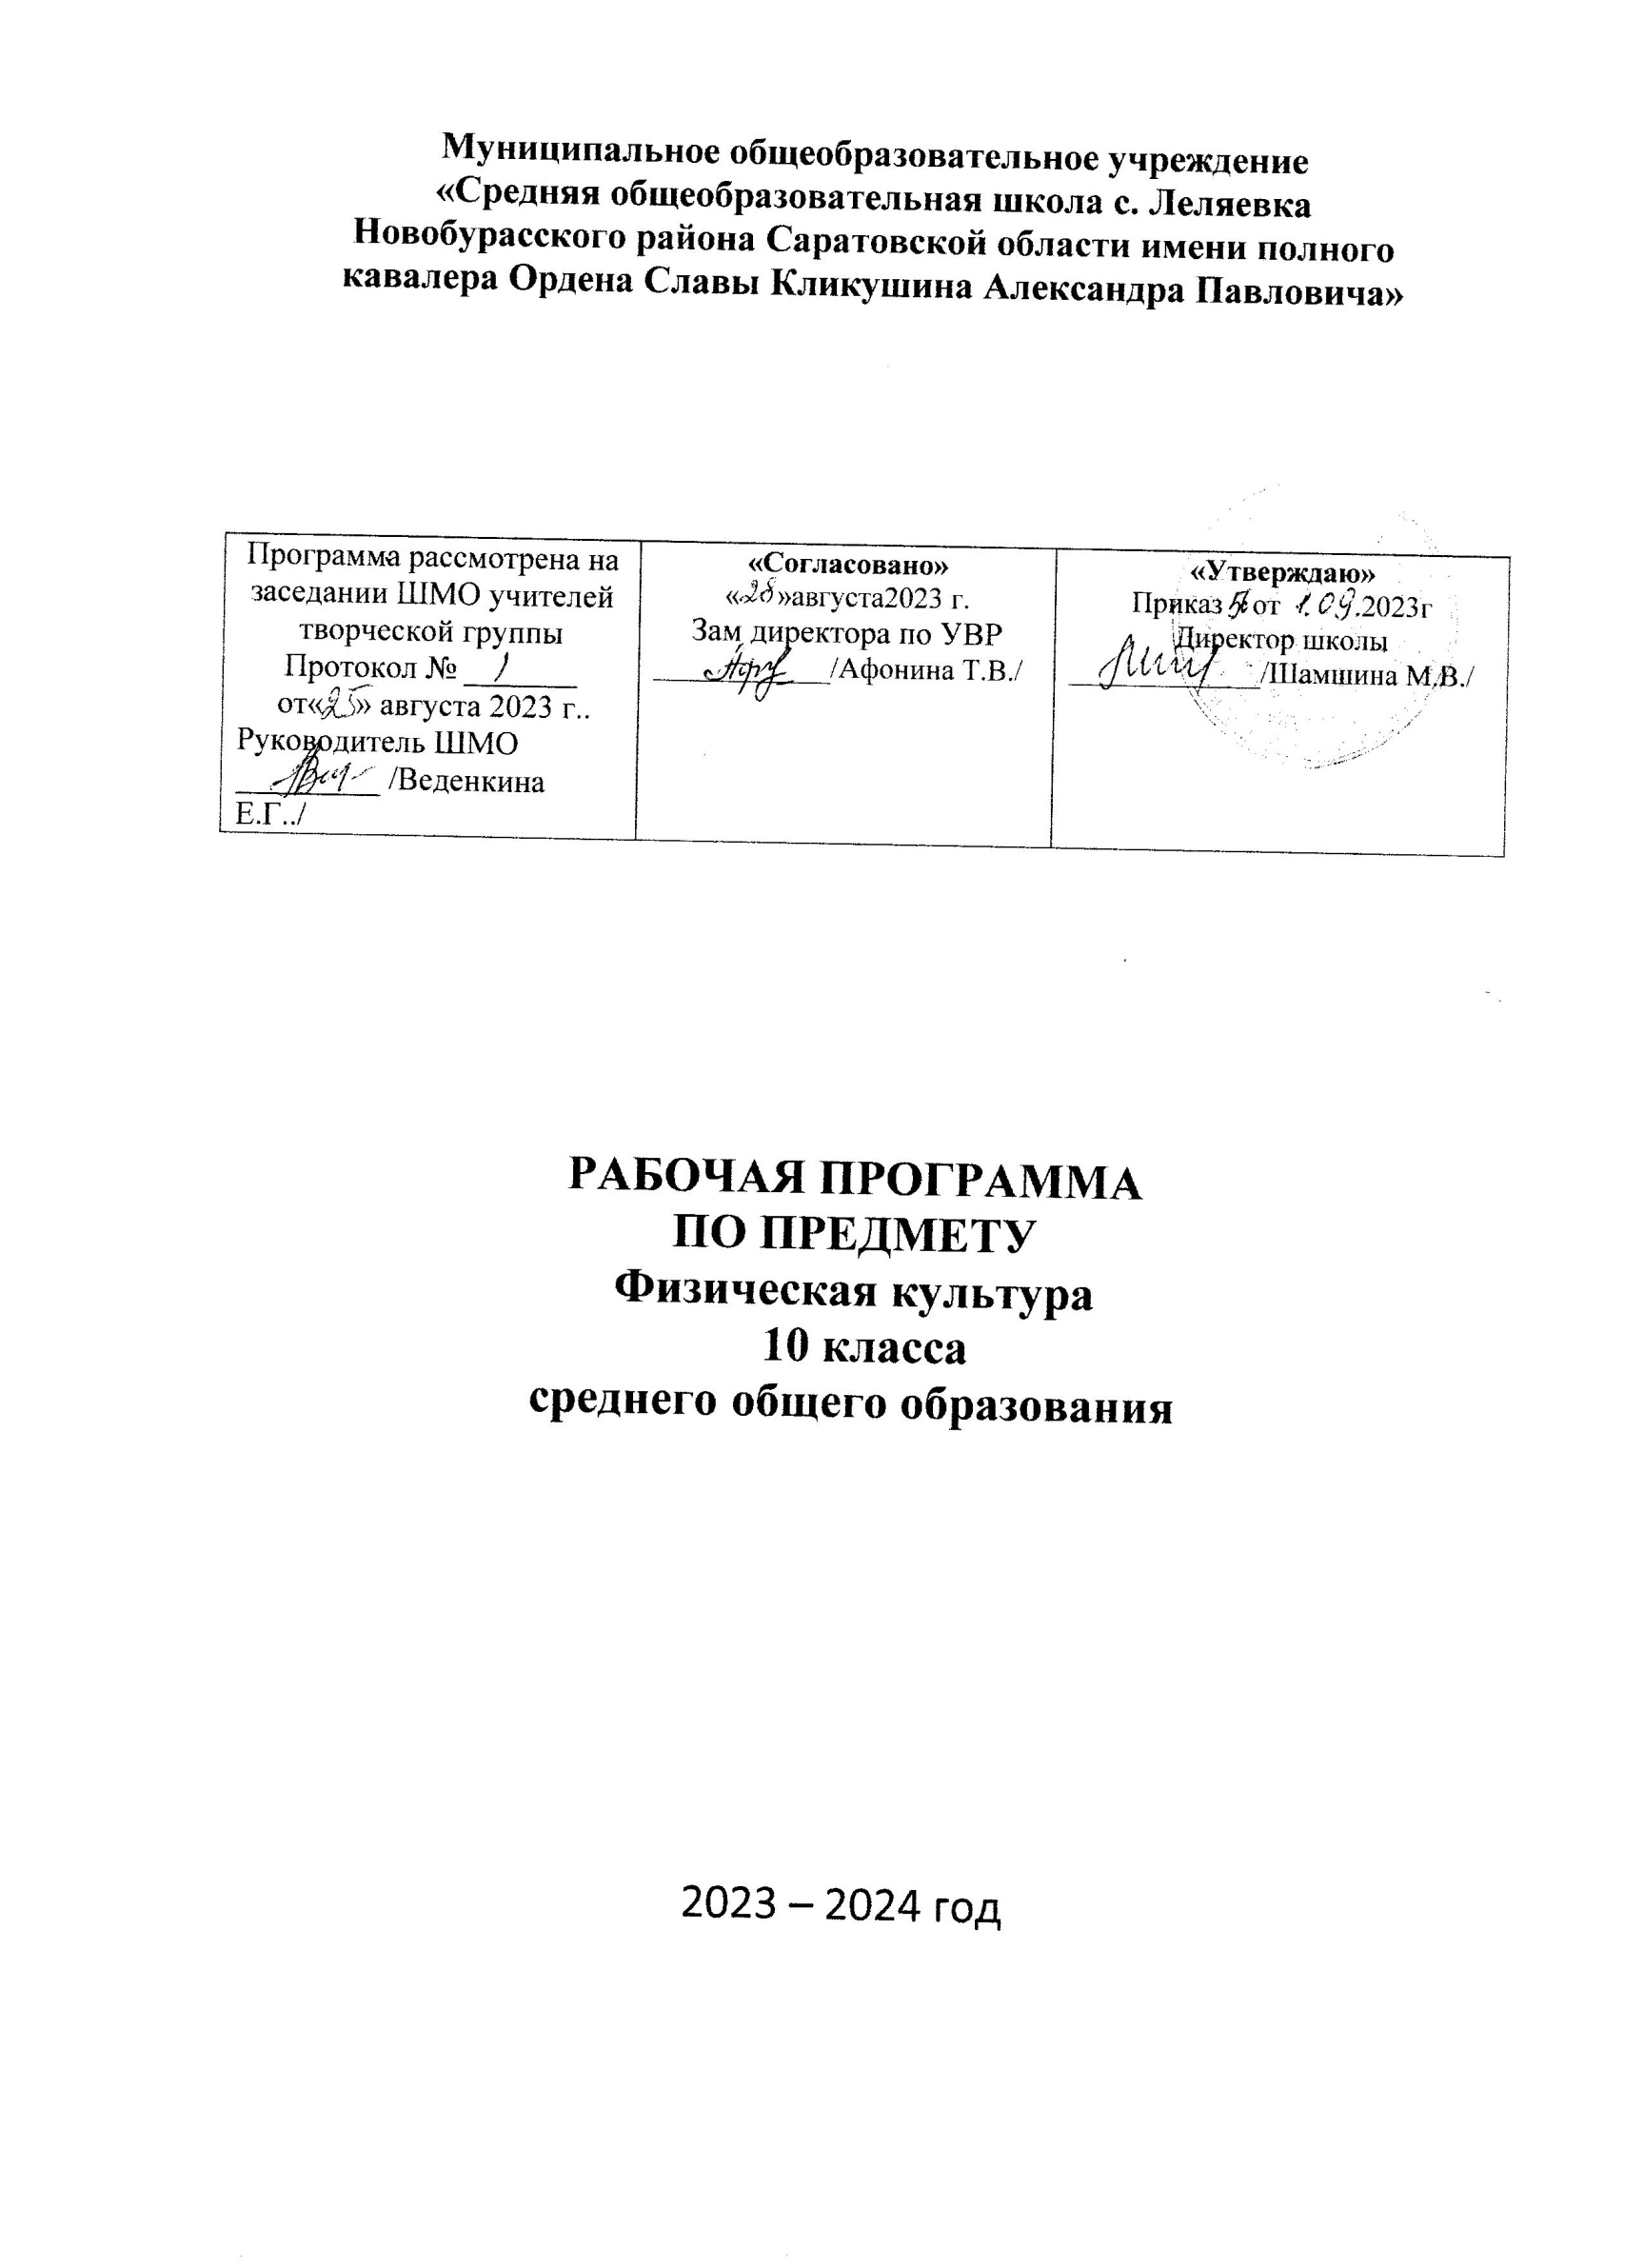 Муниципальное общеобразовательное учреждение
«Средняя общеобразовательная школа с. Леляевка
Новобурасского района Саратовской области имени полного
кавалера Ордена Славы Кликушина Александра Павловича»
Программа рассмотрена на
заседании ШМО учителей
творческой группы
Протокол № 1
от«25» августа 2023 г..
Руководитель ШМО
/Веденкина
Е.Г../
«Согласовано»
«28»августа2023 г.
Зам директора по УВР
/Афонина Т.В./
«Утверждаю»
Приказ от 1.09.2023г
Директор школы
/Шамшина М.В./
РАБОЧАЯ ПРОГРАММА
ПО ПРЕДМЕТУ
Физическая культура
10 класса
среднего общего образования
2023 – 2024 год